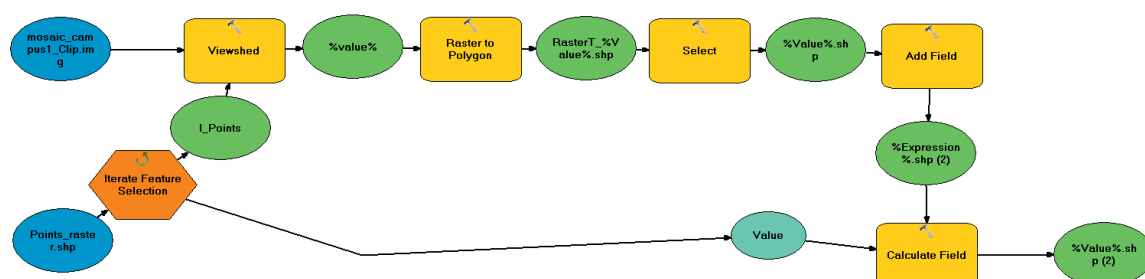 mosaic_cam
pus1_Clip.im
g
Viewshed
%value%
Raster to
Polygon
RasterT_%V
alue%.shp
Select
%Value%.sh
p
Add Field
I_Points
%Expression
%.shp (2)
Iterate Feature
Selection
Points_raste
r.shp
Value
Calculate Field
%Value%.sh
p (2)